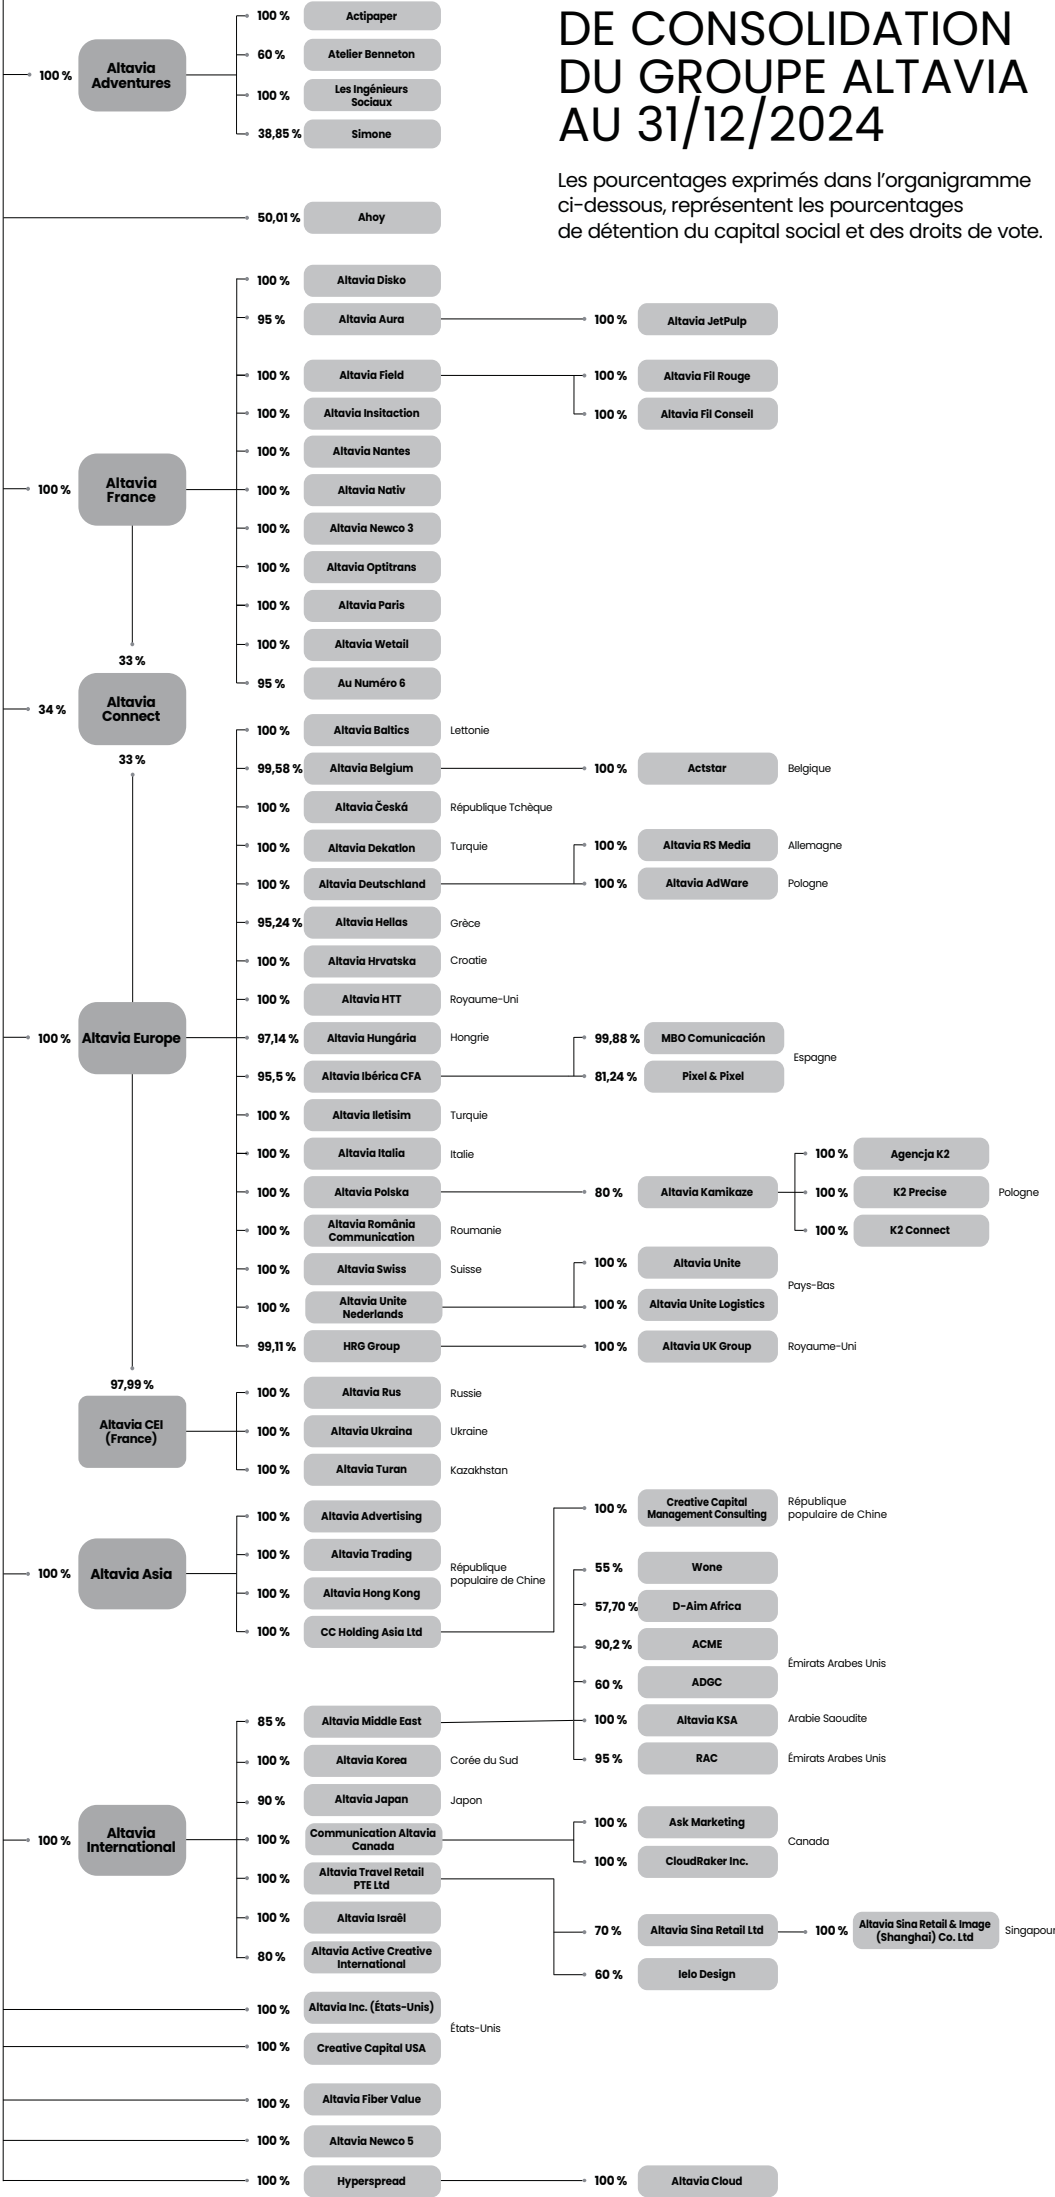 DE CONSOLIDATION
DU GROUPE ALTAVIA
AU 31/12/2024
Les pourcentages exprimés dans l'organigramme
ci-dessous, représentent les pourcentages
de détention du capital social et des droits de vote.
100 %
Altavia
Adventures
100 %
Actipaper
60 %
Atelier Benneton
100 %
Les Ingénieurs
Sociaux
38,85 %
Simone
50,01 %
Ahoy
100 %
Altavia
France
100 %
Altavia Disko
95 %
Altavia Aura
100 %
Altavia JetPulp
100 %
Altavia Field
100 %
Altavia Fil Rouge
100 %
Altavia Fil Conseil
100 %
Altavia Insitaction
100 %
Altavia Nantes
100 %
Altavia Nativ
100 %
Altavia Newco 3
100 %
Altavia Optitrans
100 %
Altavia Paris
100 %
Altavia Wetail
95 %
Au Numéro 6
33 %
34 %
Altavia
Connect
33 %
100 %
Altavia Europe
100 %
Altavia Baltics
Lettonie
99,58 %
Altavia Belgium
100 %
Actstar
Belgique
100 %
Altavia Česká
République Tchèque
100 %
Altavia Dekatlon
Turquie
100 %
Altavia Deutschland
100 %
Altavia RS Media
Allemagne
100 %
Altavia AdWare
Pologne
95,24 %
Altavia Hellas
Grèce
100 %
Altavia Hrvatska
Croatie
100 %
Altavia HTT
Royaume-Uni
97,14 %
Altavia Hungária
Hongrie
95,5 %
Altavia Ibérica CFA
99,88 %
MBO Comunicación
81,24 %
Pixel & Pixel
Espagne
100 %
Altavia Iletisim
Turquie
100 %
Altavia Italia
Italie
100 %
Altavia Polska
80 %
Altavia Kamikaze
100 %
Agencja K2
100 %
K2 Precise
Pologne
100 %
K2 Connect
100 %
Altavia România
Communication
Roumanie
100 %
Altavia Swiss
Suisse
100 %
Altavia Unite
Nederlands
100 %
Altavia Unite
Pays-Bas
100 %
Altavia Unite Logistics
99,11 %
HRG Group
100 %
Altavia UK Group
Royaume-Uni
97,99 %
Altavia CEI
(France)
100 %
Altavia Rus
Russie
100 %
Altavia Ukraina
Ukraine
100 %
Altavia Turan
Kazakhstan
100 %
Altavia Asia
100 %
Altavia Advertising
100 %
Altavia Trading
République
populaire de Chine
100 %
Altavia Hong Kong
100 %
CC Holding Asia Ltd
100 %
Creative Capital
Management Consulting
République
populaire de Chine
100 %
Altavia
International
85 %
Altavia Middle East
55 %
Wone
57,70 %
D-Aim Africa
90,2 %
ACME
60 %
ADGC
Émirats Arabes Unis
100 %
Altavia KSA
Arabie Saoudite
95 %
RAC
Émirats Arabes Unis
100 %
Altavia Korea
Corée du Sud
90 %
Altavia Japan
Japon
100 %
Communication Altavia
Canada
100 %
Ask Marketing
100 %
CloudRaker Inc.
Canada
100 %
Altavia Travel Retail
PTE Ltd
70 %
Altavia Sina Retail Ltd
100 %
Altavia Sina Retail & Image
(Shanghai) Co. Ltd
Singapour
60 %
Ielo Design
100 %
Altavia Israêl
80 %
Altavia Active Creative
International
100 %
Altavia Inc. (États-Unis)
États-Unis
100 %
Creative Capital USA
100 %
Altavia Fiber Value
100 %
Altavia Newco 5
100 %
Hyperspread
100 %
Altavia Cloud